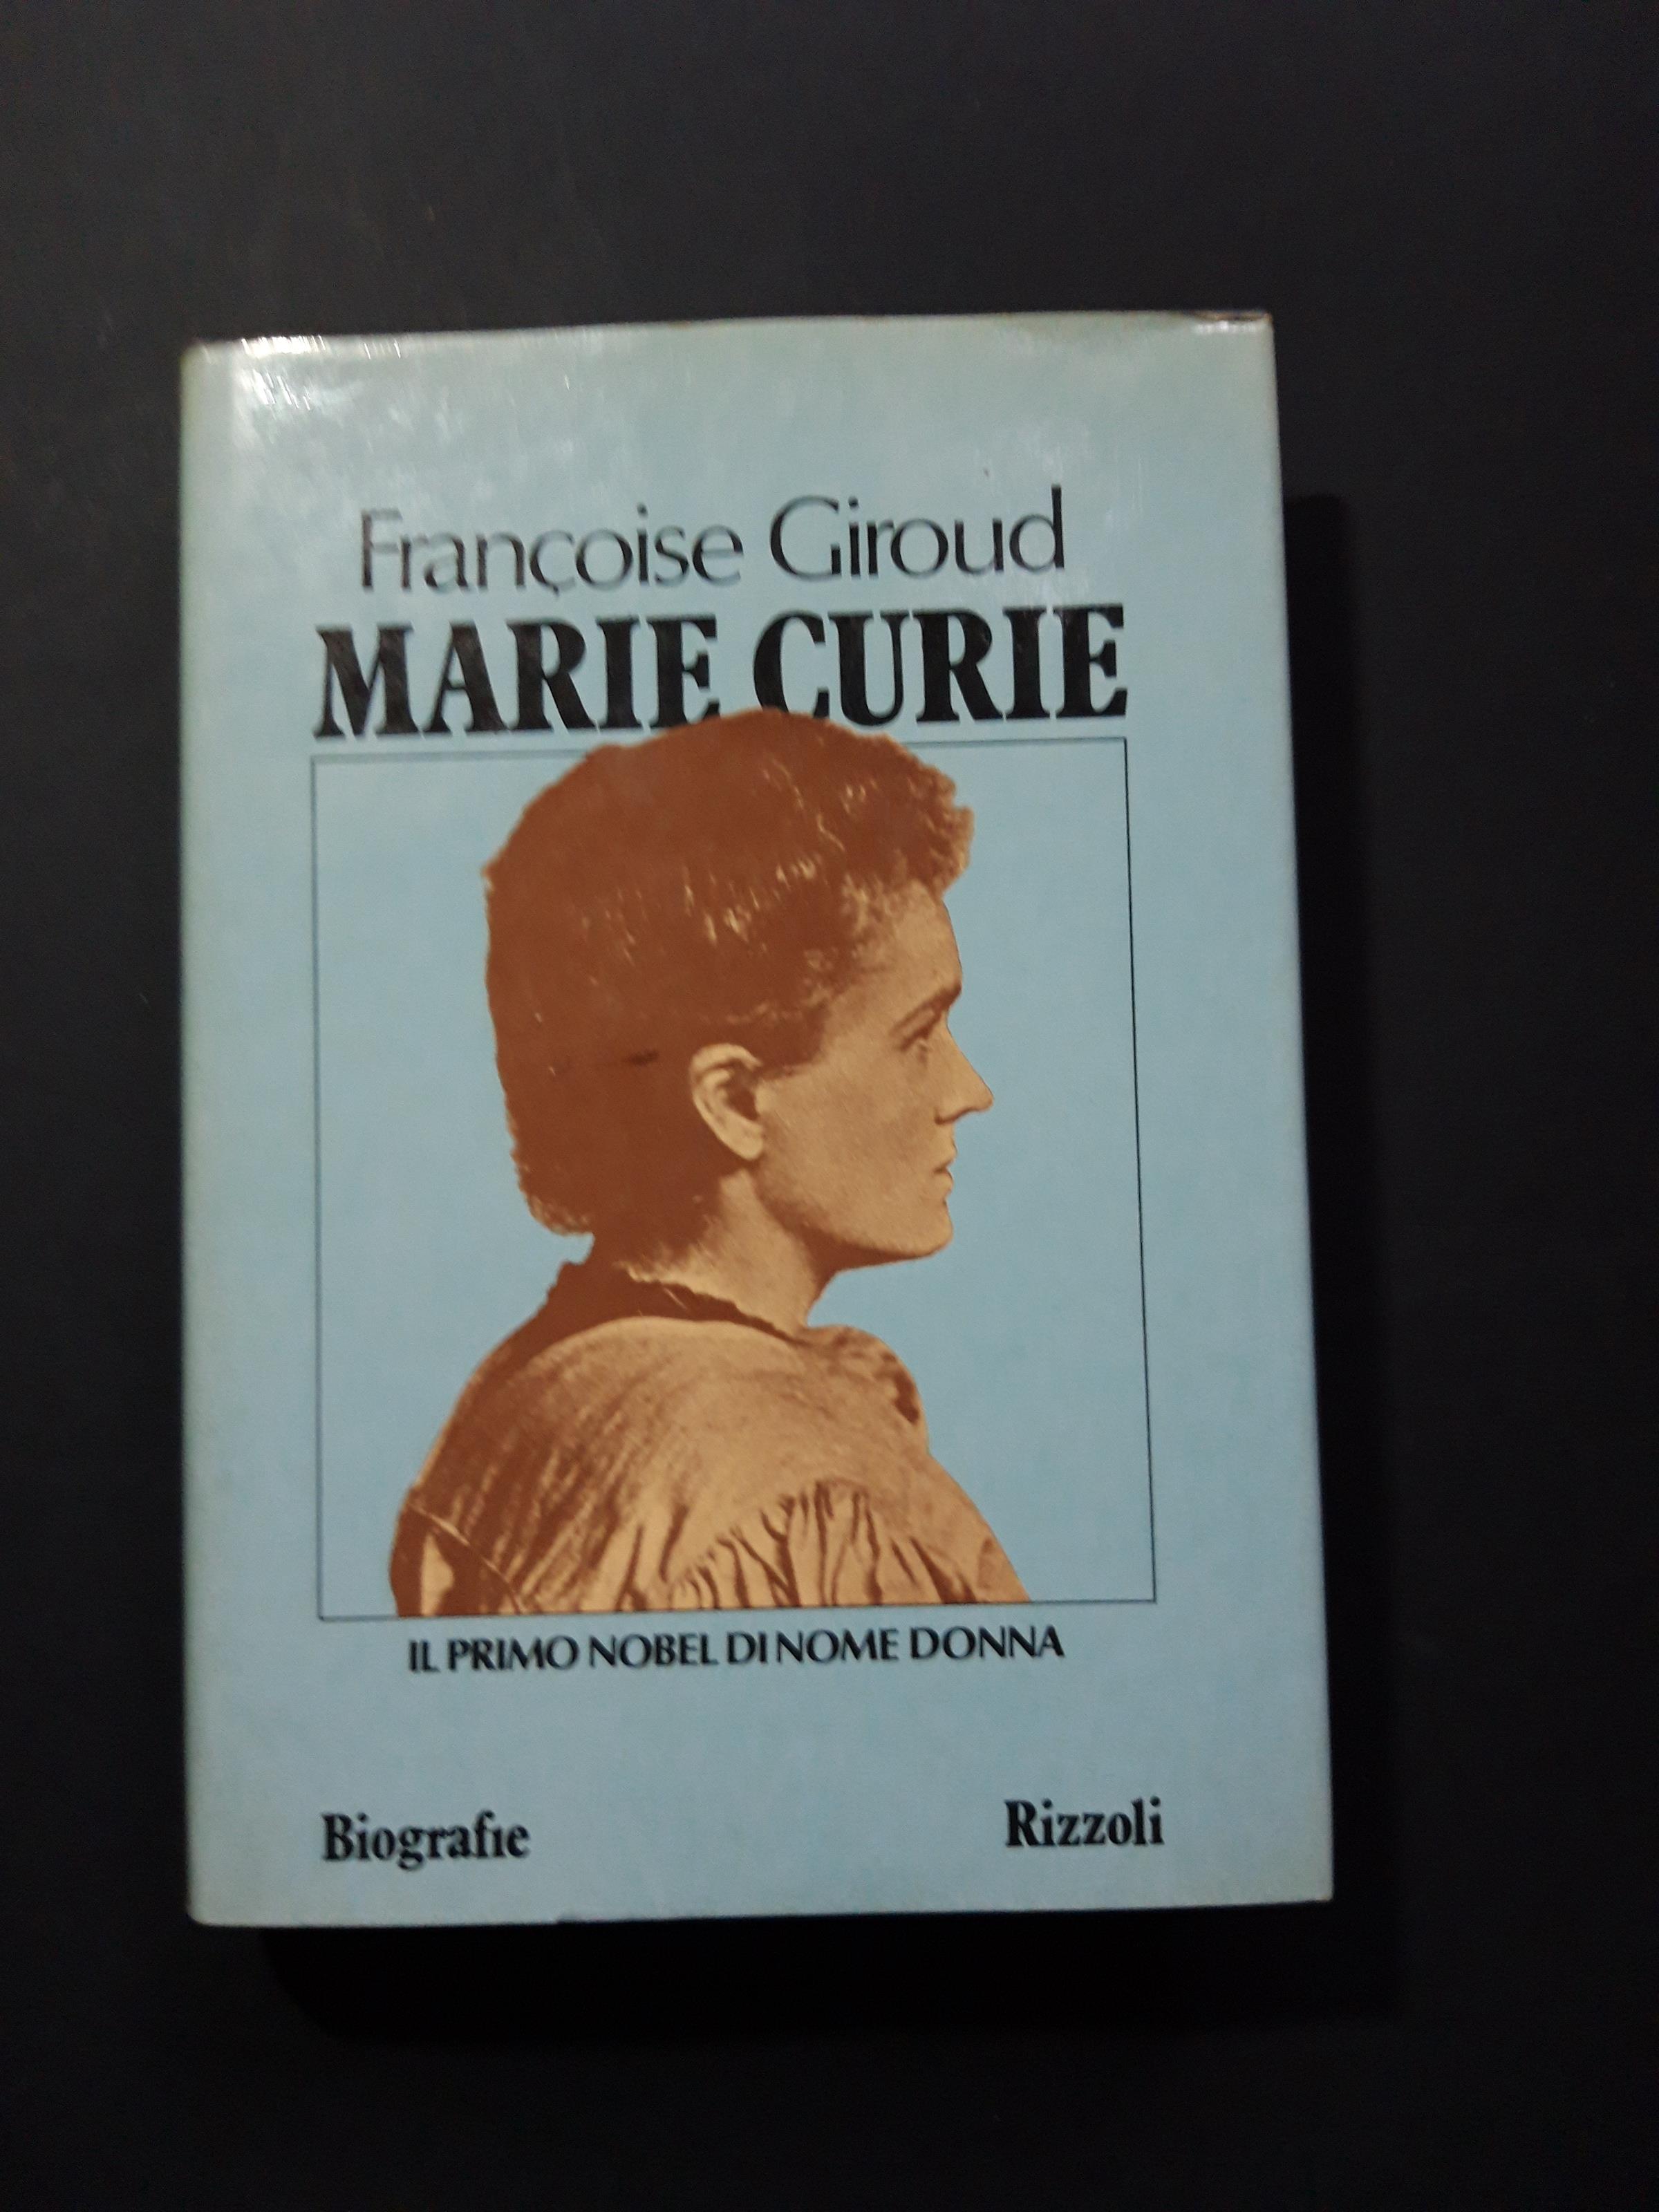 Françoise Giroud
MARIE CURIE
IL PRIMO NOBEL DI NOME DONNA
Biografie
Rizzoli